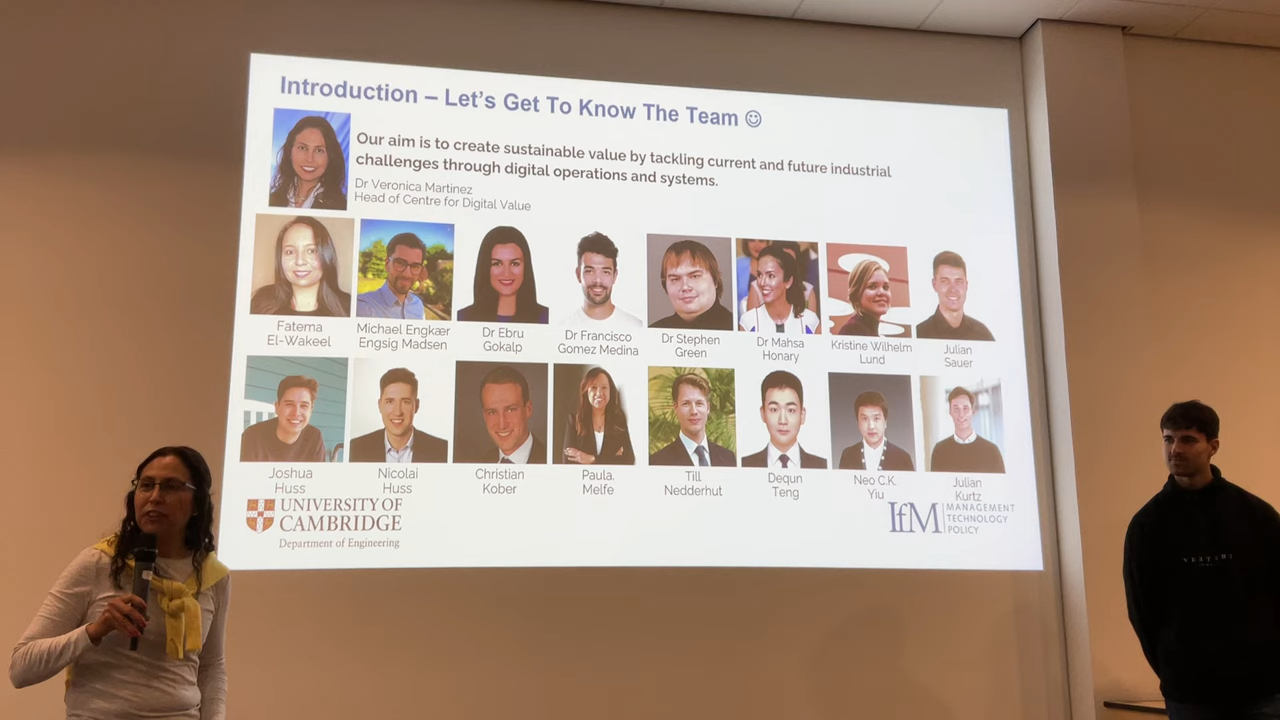 Introduction – Let's Get To Know The Team ☺
Our aim is to create sustainable value by tackling current and future industrial
challenges through digital operations and systems.
Dr Veronica Martinez
Head of Centre for Digital Value
Fatema
El-Wakeel
Michael Engkær
Engsig Madsen
Dr Ebru
Gokalp
Dr Francisco
Gomez Medina
Dr Stephen
Green
Dr Mahsa
Honary
Kristine Wilhelm
Lund
Julian
Sauer
Joshua
Huss
Nicolai
Huss
Christian
Kober
Paula.
Melfe
Till
Nedderhut
Dequn
Teng
Neo C.K.
Yiu
Julian
Kurtz
UNIVERSITY OF
CAMBRIDGE
Department of Engineering
IfM
MANAGEMENT
TECHNOLOGY
POLICY